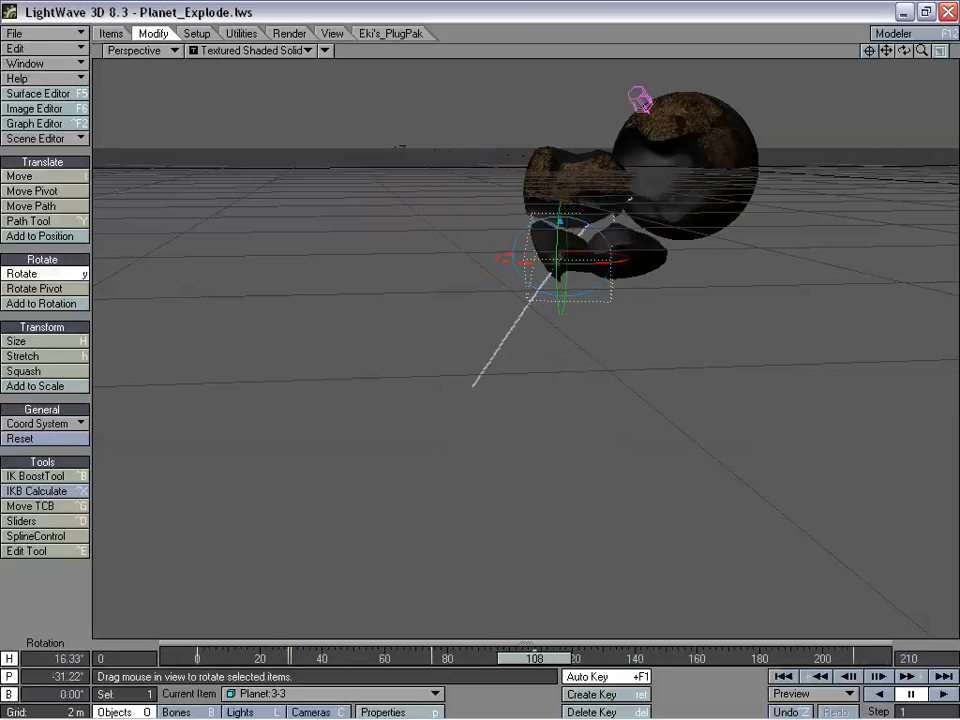 LightWave 3D 8.3 - Planet_Explode.lws
Items Modify Setup Utilities Render View Eki's_PlugPak Modeler F12
File
Perspective Textured Shaded Solid
Edit
Window
Help
Surface Editor F5
Image Editor F6
Graph Editor ^F2
Scene Editor
Translate
Move t
Move Pivot
Move Path
Path Tool ^Y
Add to Position
Rotate
Rotate y
Rotate Pivot
Add to Rotation
Transform
Size H
Stretch h
Squash
Add to Scale
General
Coord System
Reset
Tools
IK BoostTool ^B
IKB Calculate ^X
Move TCB ^G
Sliders ^D
SplineControl
Edit Tool ^E
Rotation
H 16.33° 0 0 20 40 60 80 108 20 140 160 180 200 210
P -31.22° Drag mouse in view to rotate selected items. Auto Key +F1
B 0.00° Sel: 1 Current Item Planet:3-3 Create Key ret Preview
Grid: 2 m Objects O Bones B Lights L Cameras C Properties p Delete Key del Undo^Z Redo Z Step 1